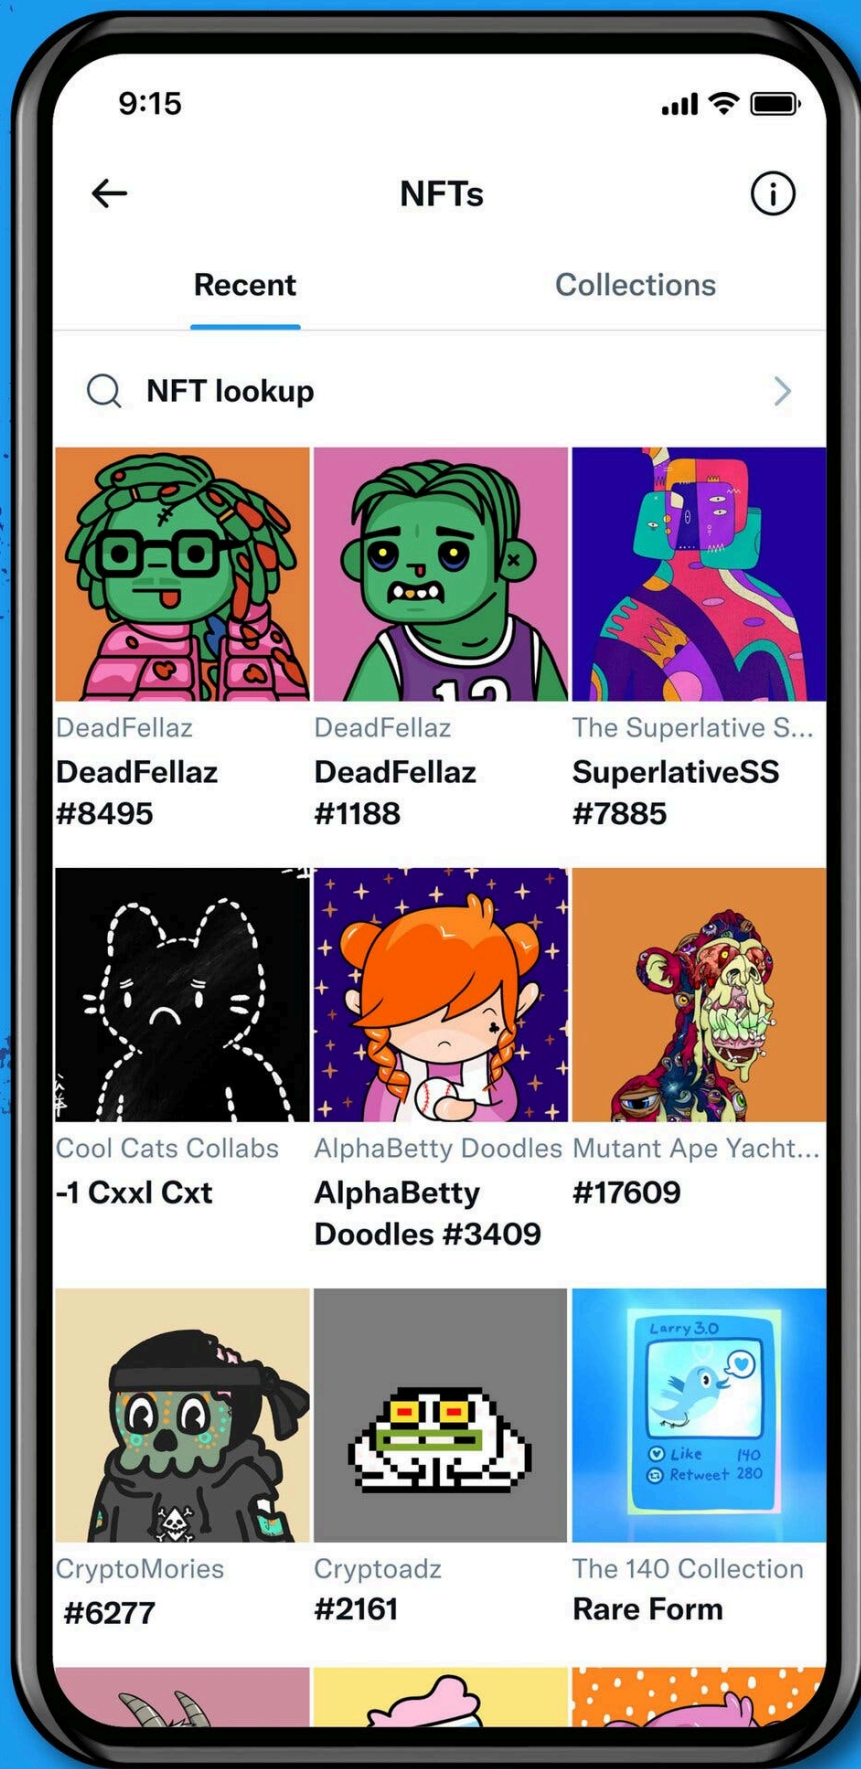 9:15
NFTs
Recent
Collections
NFT lookup
12
DeadFellaz
DeadFellaz
The Superlative S...
DeadFellaz
#8495
DeadFellaz
#1188
SuperlativeSS
#7885
Cool Cats Collabs
AlphaBetty Doodles
Mutant Ape Yacht...
-1 Cxxl Cxt
AlphaBetty
Doodles #3409
#17609
Larry 3.0
Like 140
Retweet 280
CryptoMories
Cryptoadz
The 140 Collection
#6277
#2161
Rare Form